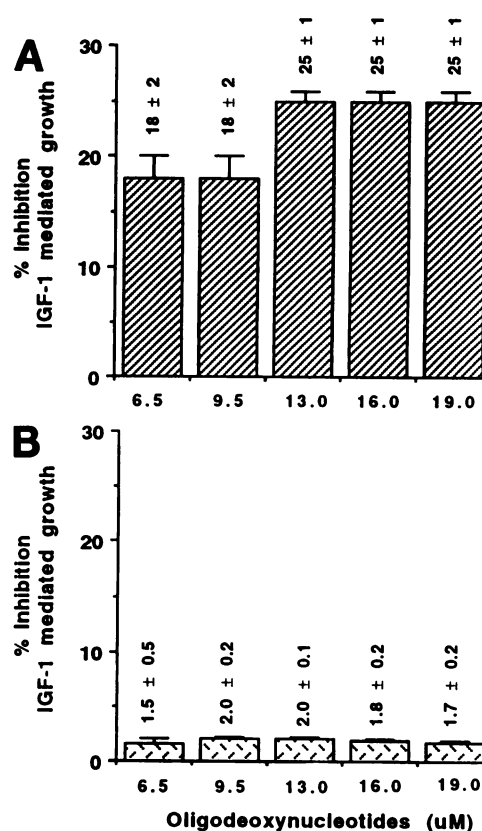 A
% Inhibition
IGF-1 mediated growth
30
20
10
0
18 ± 2
18 ± 2
25 ± 1
25 ± 1
25 ± 1
6.5 9.5 13.0 16.0 19.0
B
% Inhibition
IGF-1 mediated growth
30
20
10
0
1.5 ± 0.5
2.0 ± 0.2
2.0 ± 0.1
1.8 ± 0.2
1.7 ± 0.2
6.5 9.5 13.0 16.0 19.0
Oligodeoxynucleotides (uM)